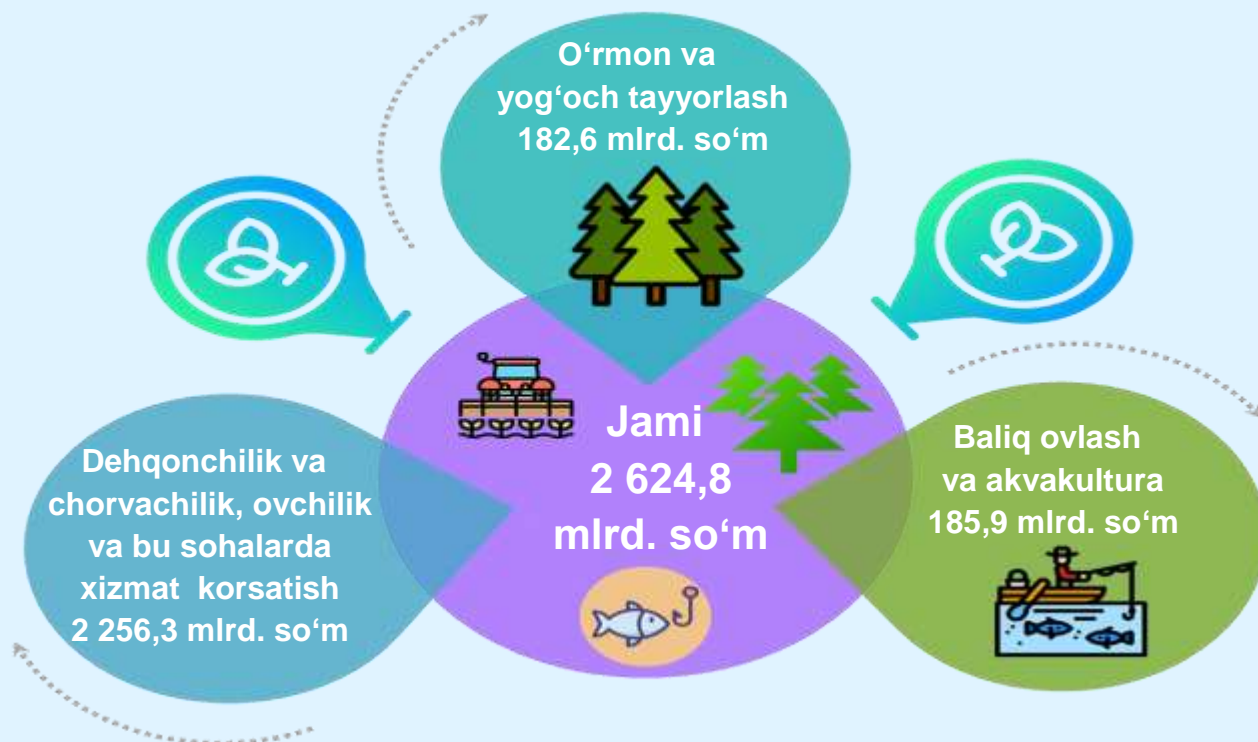 O‘rmon va
yog‘och tayyorlash
182,6 mlrd. so‘m
Jami
2 624,8
mlrd. so‘m
Dehqonchilik va
chorvachilik, ovchilik
va bu sohalarda
xizmat korsatish
2 256,3 mlrd. so‘m
Baliq ovlash
va akvakultura
185,9 mlrd. so‘m